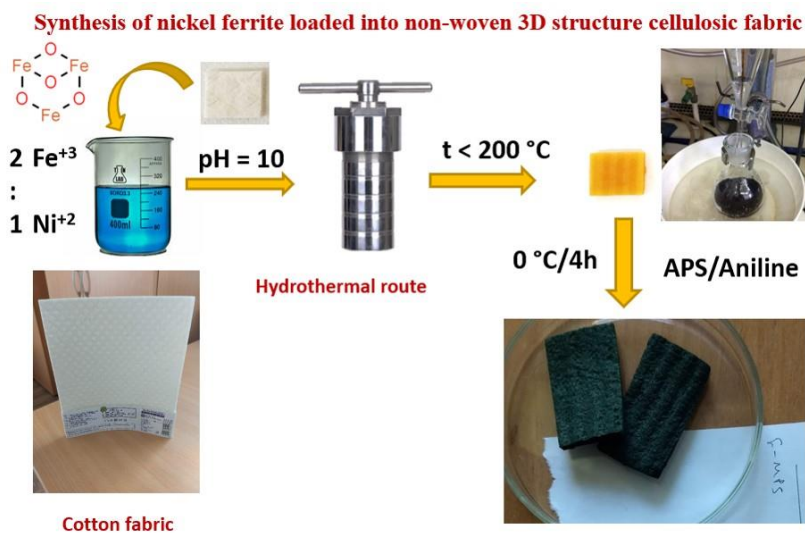 Synthesis of nickel ferrite loaded into non-woven 3D structure cellulosic fabric
O
Fe Fe
O
O O
Fe
2 Fe⁺³
:
1 Ni⁺²
400ml
pH = 10
t < 200 °C
Hydrothermal route
0 °C/4h
APS/Aniline
Cotton fabric